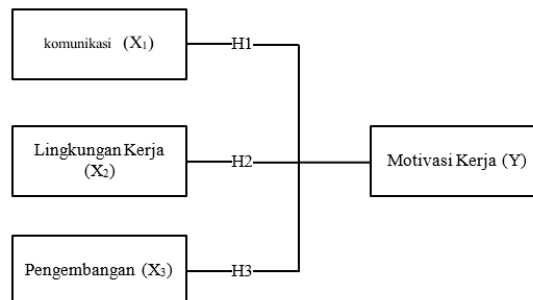 komunikasi (X₁)
H1
Lingkungan Kerja
(X₂)
H2
Motivasi Kerja (Y)
Pengembangan (X₃)
H3